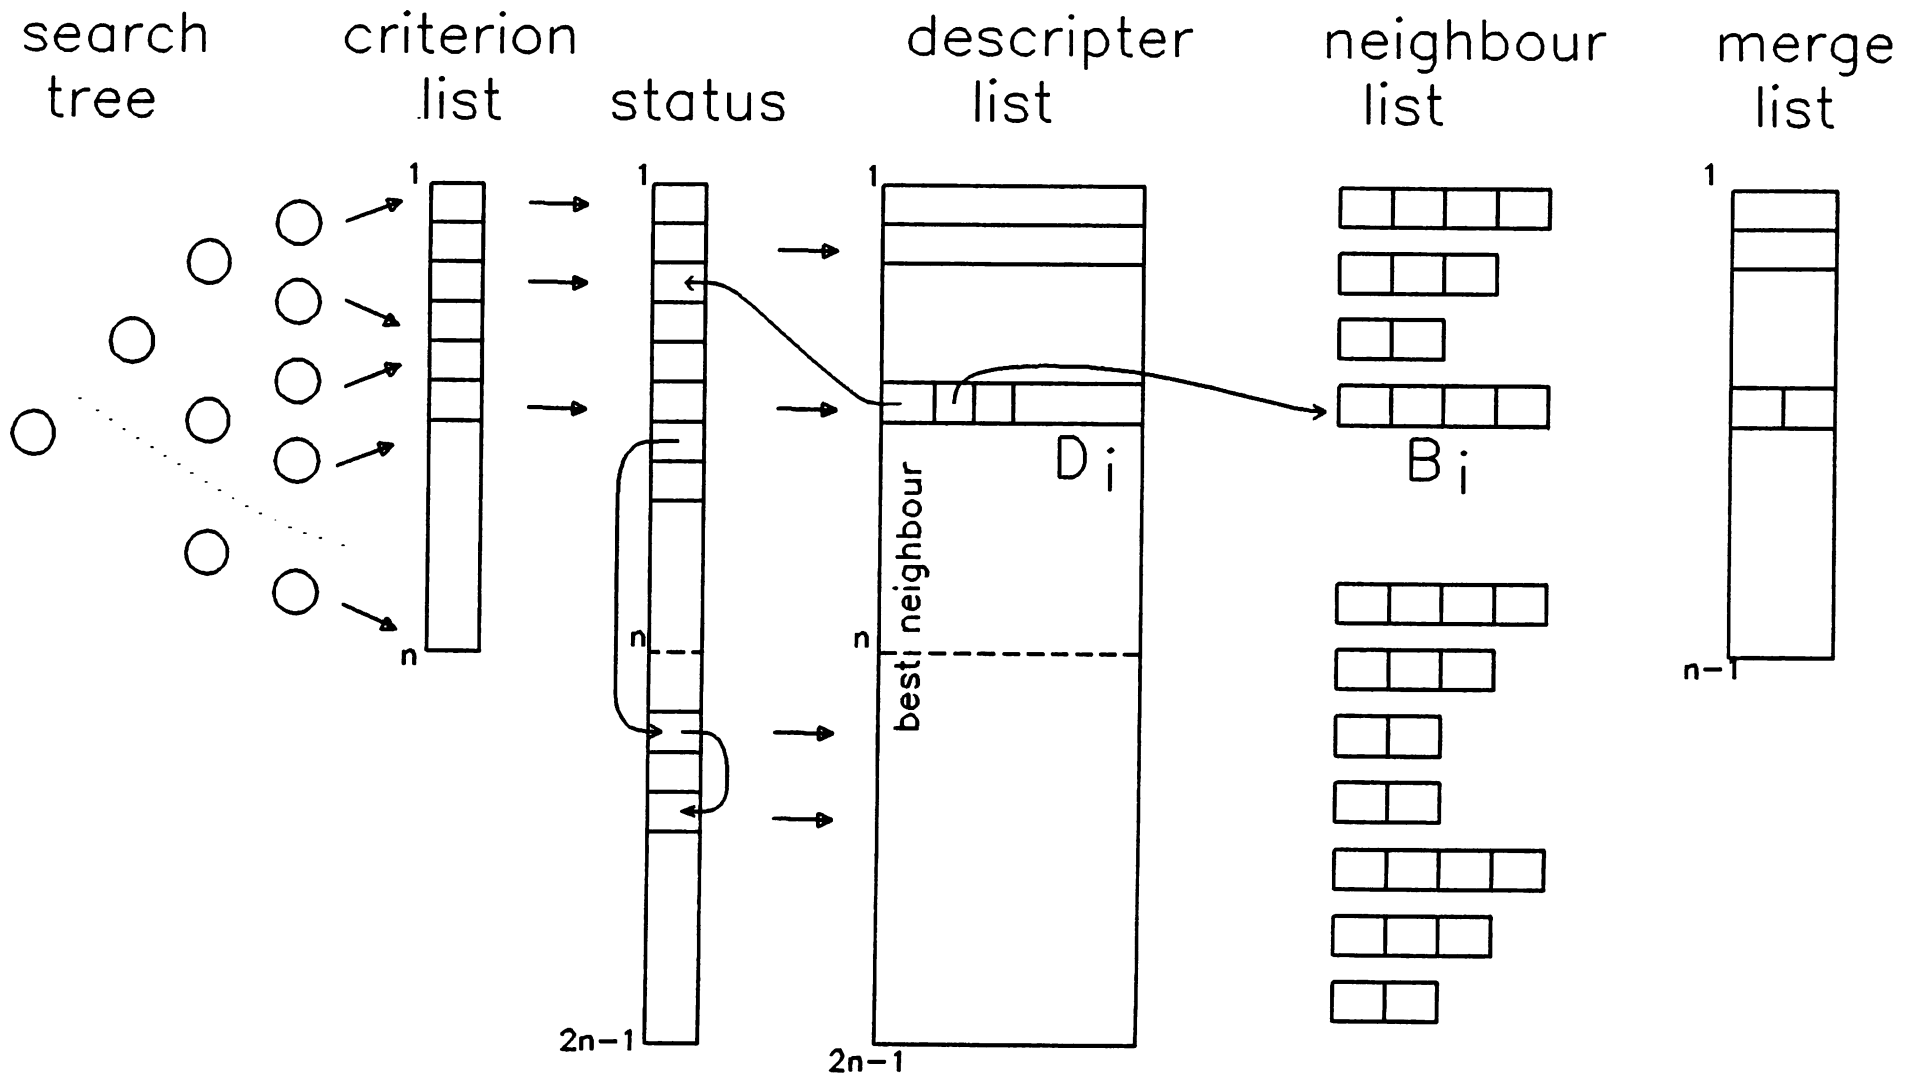 search
tree
criterion
list
status
descripter
list
neighbour
list
merge
list
1
1
1
1
D i
B i
besti neighbour
n
n
n
n-1
2n-1
2n-1